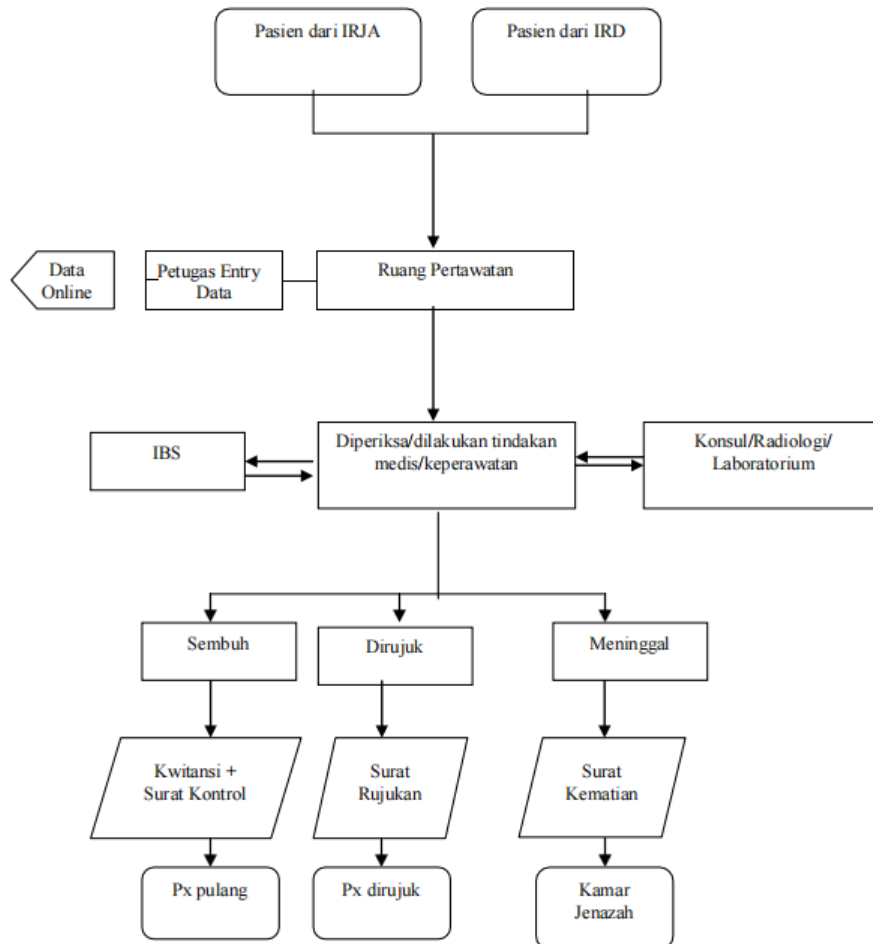 Pasien dari IRJA
Pasien dari IRD
Data
Online
Petugas Entry
Data
Ruang Pertawatan
IBS
Diperiksa/dilakukan tindakan
medis/keperawatan
Konsul/Radiologi/
Laboratorium
Sembuh
Dirujuk
Meninggal
Kwitansi +
Surat Kontrol
Surat
Rujukan
Surat
Kematian
Px pulang
Px dirujuk
Kamar
Jenazah